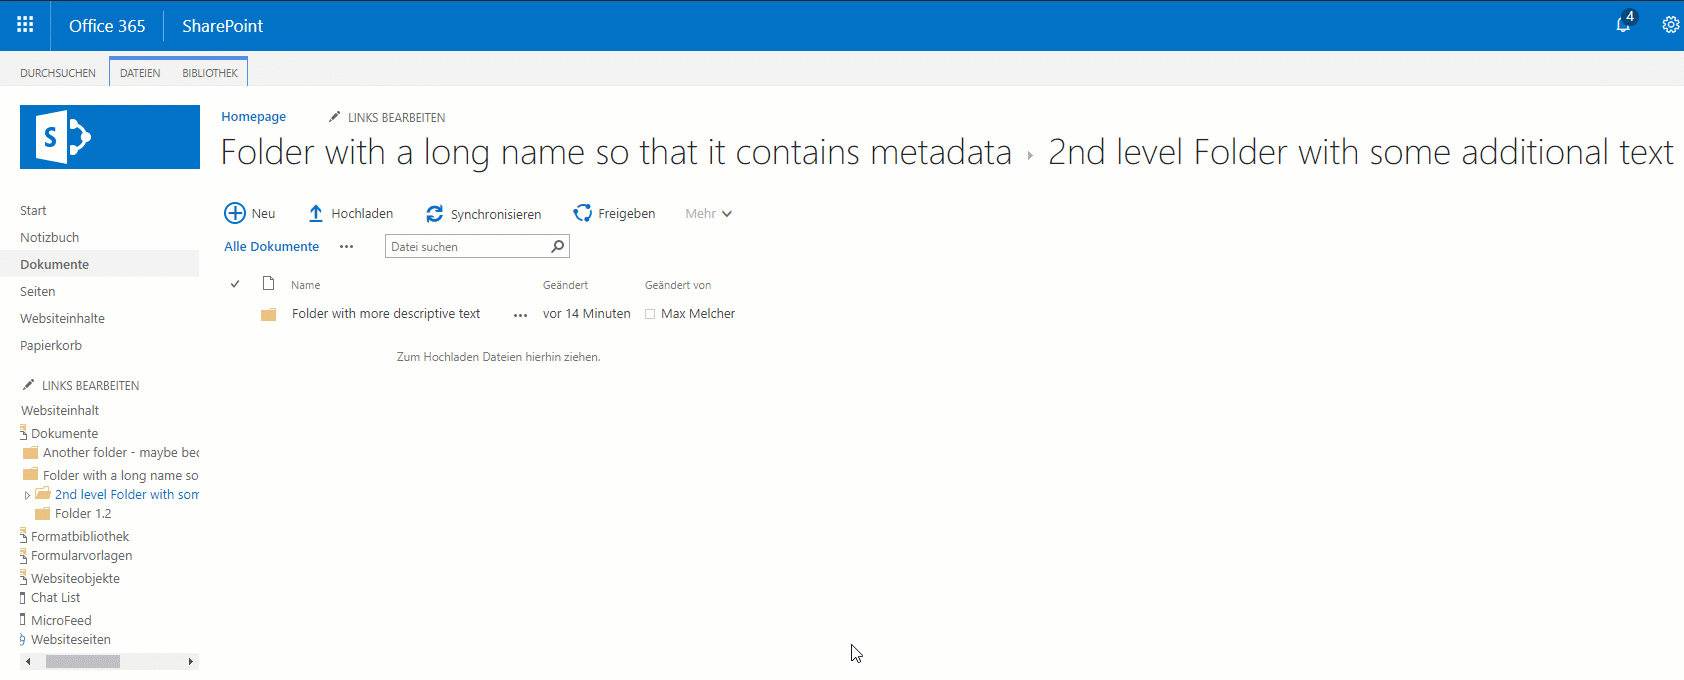 Office 365
SharePoint
4
DURCHSUCHEN
DATEIEN
BIBLIOTHEK
S
Homepage
LINKS BEARBEITEN
Folder with a long name so that it contains metadata ▸ 2nd level Folder with some additional text
Neu
Hochladen
Synchronisieren
Freigeben
Mehr
Alle Dokumente
•••
Datei suchen
Name
Geändert
Geändert von
Folder with more descriptive text
•••
vor 14 Minuten
Max Melcher
Zum Hochladen Dateien hierhin ziehen.
Start
Notizbuch
Dokumente
Seiten
Websiteinhalte
Papierkorb
LINKS BEARBEITEN
Websiteinhalt
Dokumente
Another folder - maybe bec
Folder with a long name so
2nd level Folder with som
Folder 1.2
Formatbibliothek
Formularvorlagen
Websiteobjekte
Chat List
MicroFeed
Websiteseiten